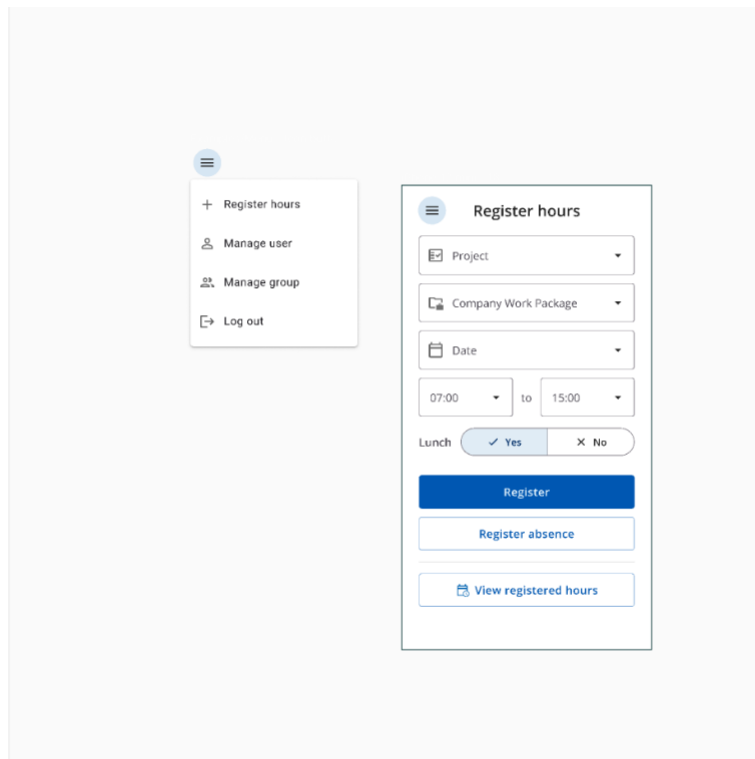 Register hours
Manage user
Manage group
Log out
Register hours
Project
Company Work Package
Date
07:00 to 15:00
Lunch Yes No
Register
Register absence
View registered hours